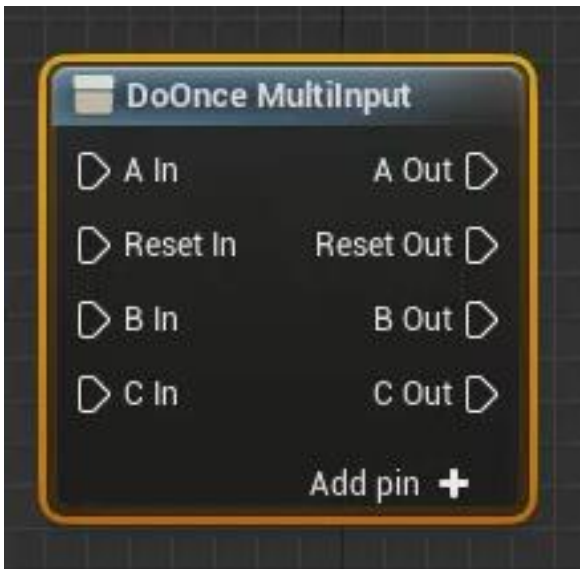 DoOnce MultiInput
A In A Out
Reset In Reset Out
B In B Out
C In C Out
Add pin +